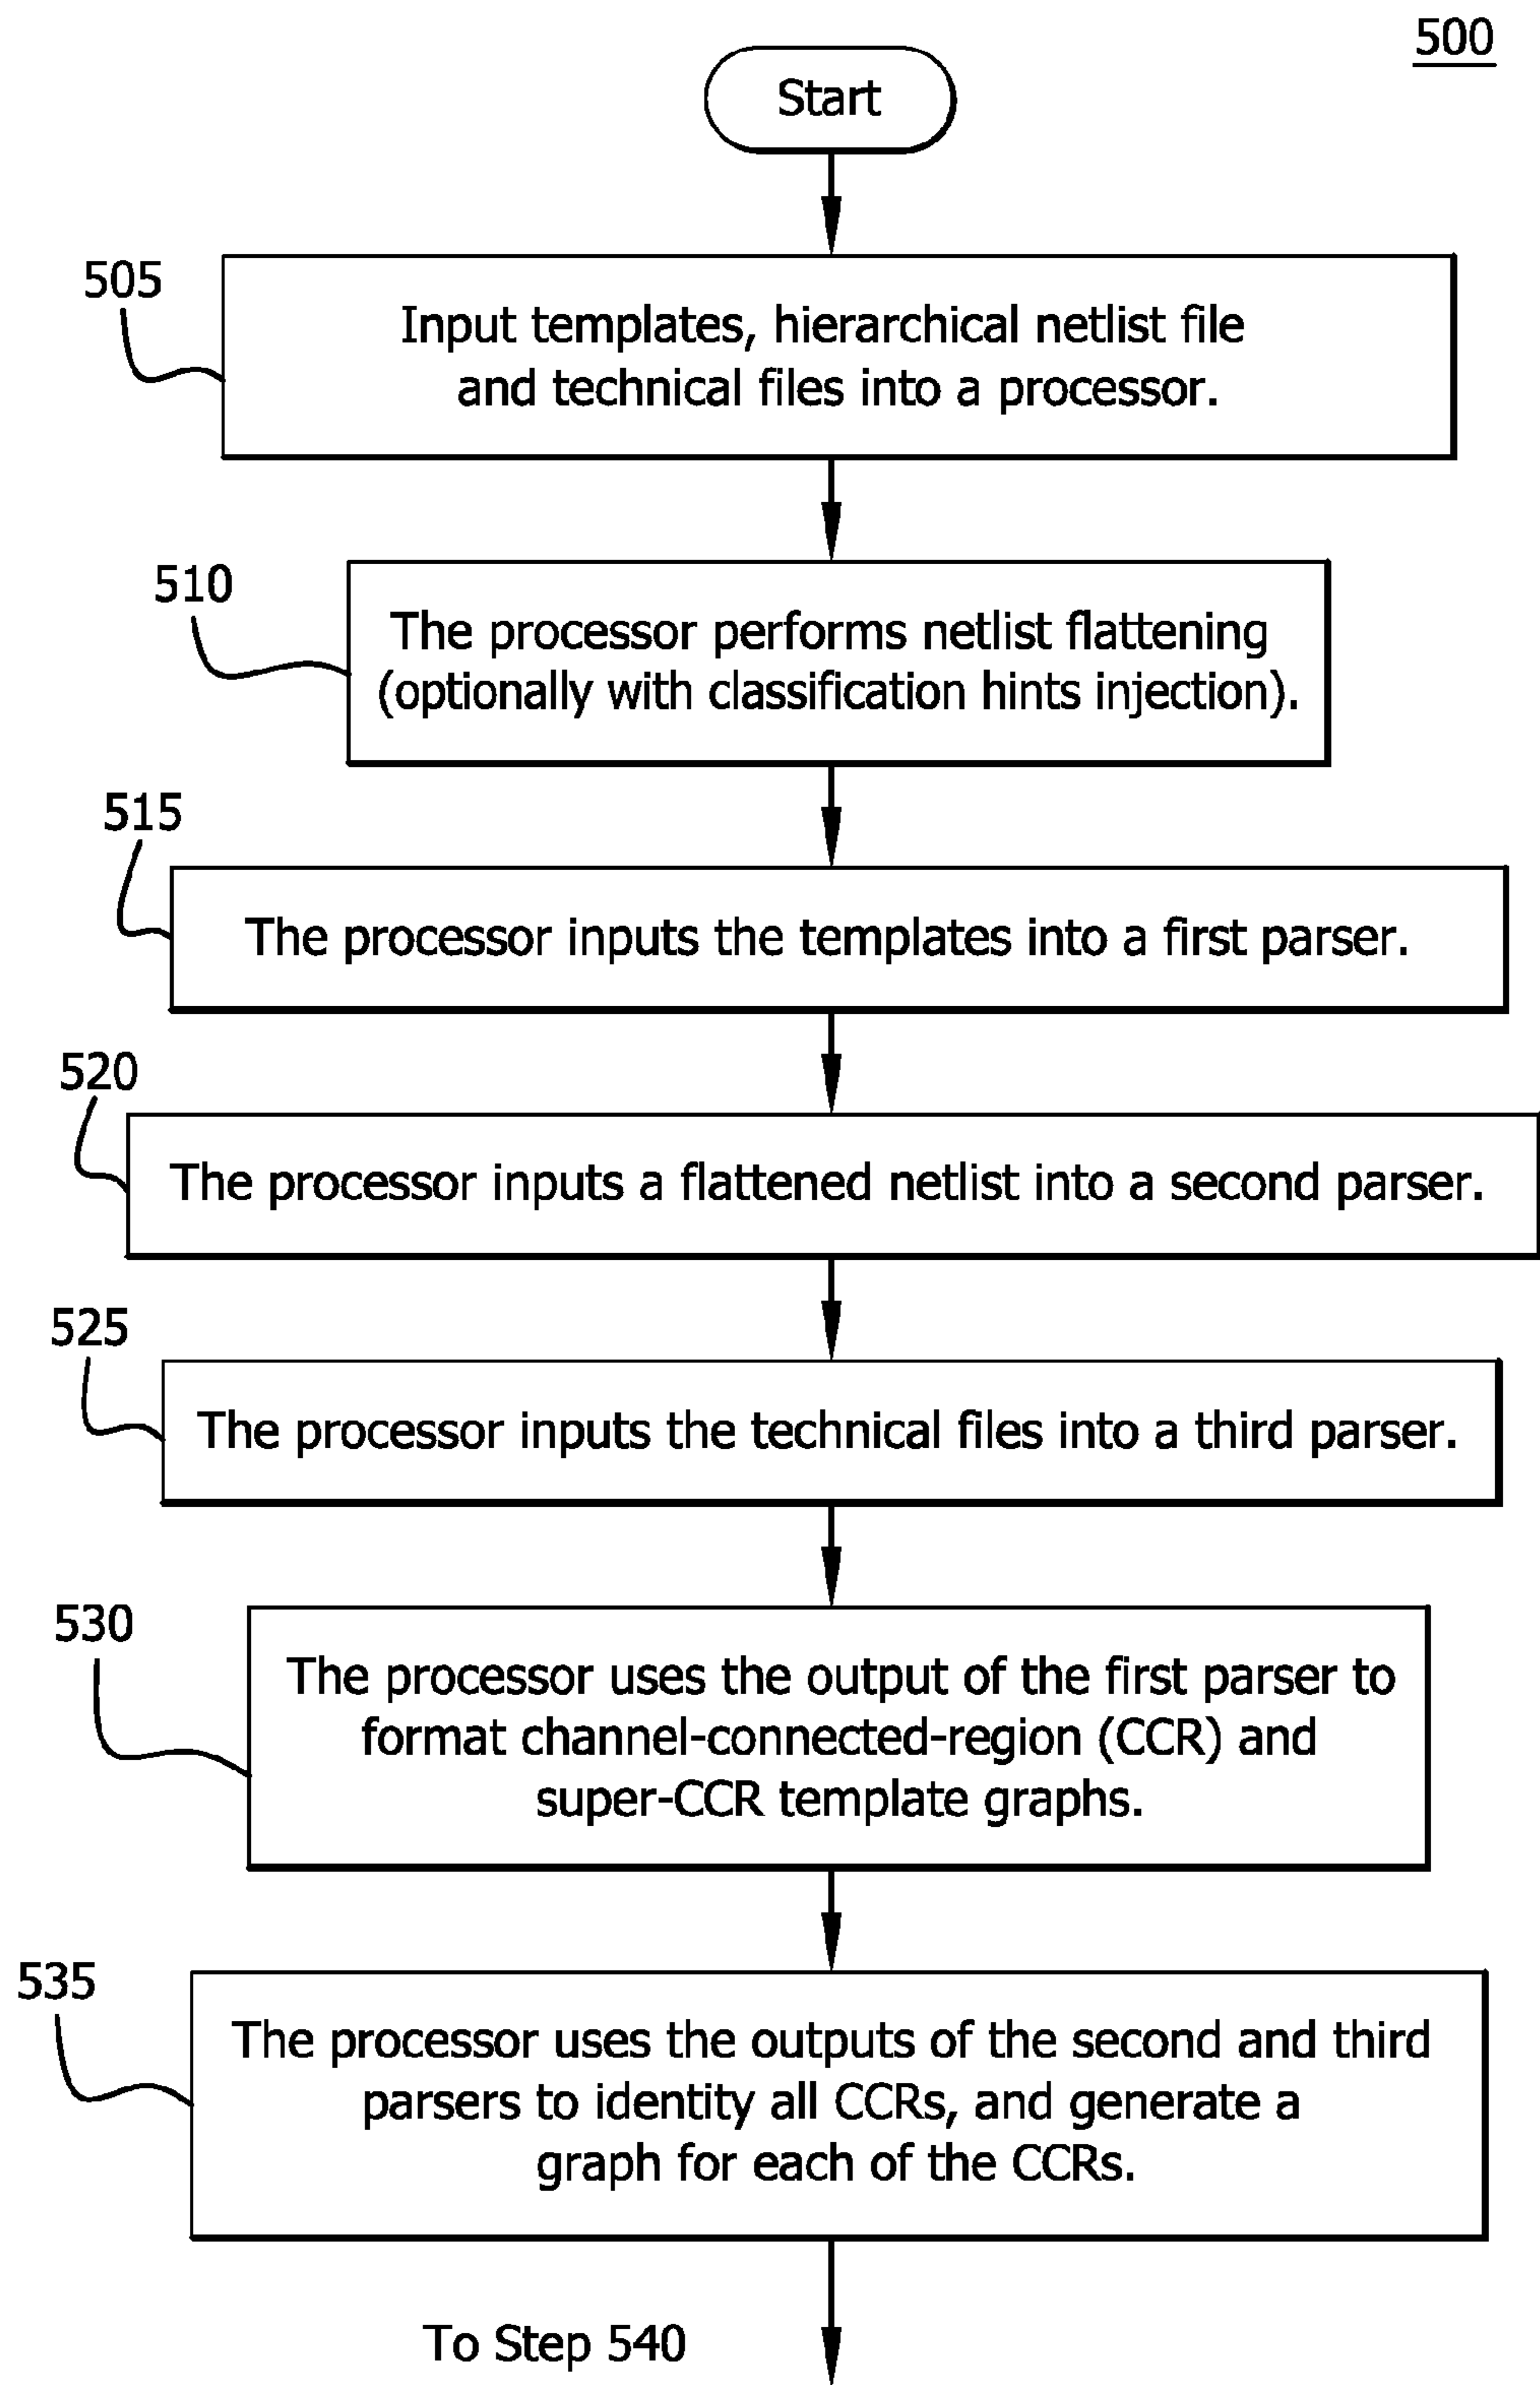 500
Start
505
Input templates, hierarchical netlist file
and technical files into a processor.
510
The processor performs netlist flattening
(optionally with classification hints injection).
515
The processor inputs the templates into a first parser.
520
The processor inputs a flattened netlist into a second parser.
525
The processor inputs the technical files into a third parser.
530
The processor uses the output of the first parser to
format channel-connected-region (CCR) and
super-CCR template graphs.
535
The processor uses the outputs of the second and third
parsers to identity all CCRs, and generate a
graph for each of the CCRs.
To Step 540